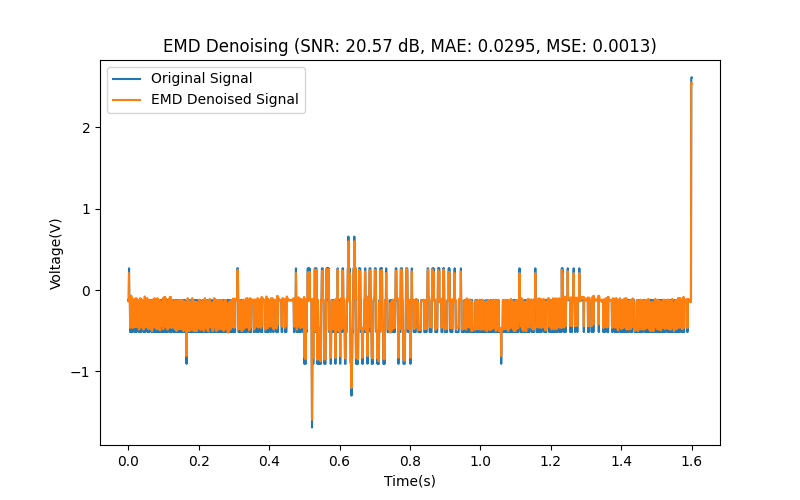 EMD Denoising (SNR: 20.57 dB, MAE: 0.0295, MSE: 0.0013)
Original Signal
EMD Denoised Signal
Voltage(V)
2
1
0
−1
0.0 0.2 0.4 0.6 0.8 1.0 1.2 1.4 1.6
Time(s)